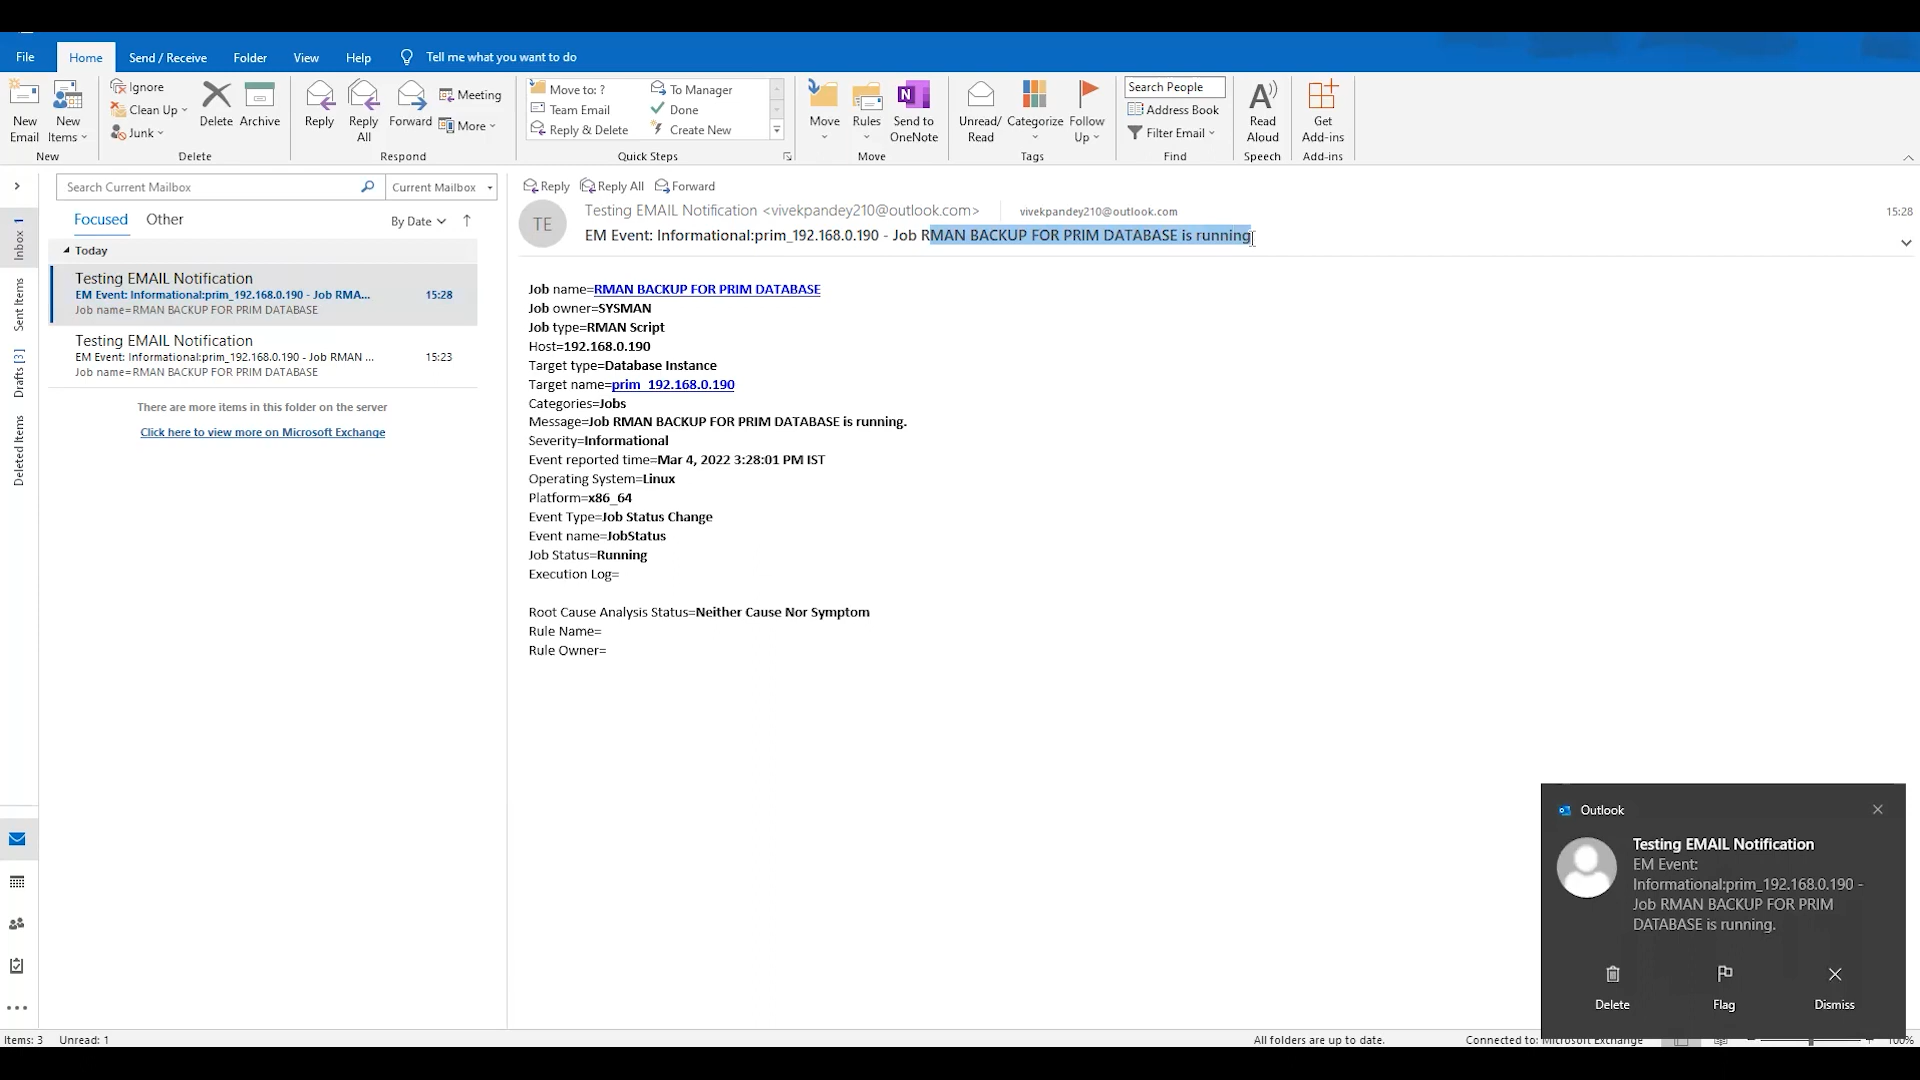 File Home Send / Receive Folder View Help Tell me what you want to do
New Email
New Items
New
Ignore
Clean Up
Junk
Delete
Archive
Delete
Reply
Reply All
Forward
Meeting
More
Respond
Move to: ?
Team Email
Reply & Delete
To Manager
Done
Create New
Quick Steps
Move
Rules
Send to OneNote
Move
Unread/ Read
Categorize
Follow Up
Tags
Search People
Address Book
Filter Email
Find
Read Aloud
Speech
Get Add-ins
Add-ins
Search Current Mailbox
Current Mailbox
Focused Other
By Date
Today
Testing EMAIL Notification
EM Event: Informational:prim_192.168.0.190 - Job RMA... 15:28
Job name=RMAN BACKUP FOR PRIM DATABASE
Testing EMAIL Notification
EM Event: Informational:prim_192.168.0.190 - Job RMAN ... 15:23
Job name=RMAN BACKUP FOR PRIM DATABASE
There are more items in this folder on the server
Click here to view more on Microsoft Exchange
Inbox 1
Sent Items
Drafts [3]
Deleted Items
Reply Reply All Forward
TE
Testing EMAIL Notification <vivekpandey210@outlook.com> vivekpandey210@outlook.com 15:28
EM Event: Informational:prim_192.168.0.190 - Job RMAN BACKUP FOR PRIM DATABASE is running
Job name=RMAN BACKUP FOR PRIM DATABASE
Job owner=SYSMAN
Job type=RMAN Script
Host=192.168.0.190
Target type=Database Instance
Target name=prim_192.168.0.190
Categories=Jobs
Message=Job RMAN BACKUP FOR PRIM DATABASE is running.
Severity=Informational
Event reported time=Mar 4, 2022 3:28:01 PM IST
Operating System=Linux
Platform=x86_64
Event Type=Job Status Change
Event name=JobStatus
Job Status=Running
Execution Log=
Root Cause Analysis Status=Neither Cause Nor Symptom
Rule Name=
Rule Owner=
Outlook
Testing EMAIL Notification
EM Event:
Informational:prim_192.168.0.190 -
Job RMAN BACKUP FOR PRIM
DATABASE is running.
Delete Flag Dismiss
Items: 3 Unread: 1 All folders are up to date. Connected to: Microsoft Exchange 100%